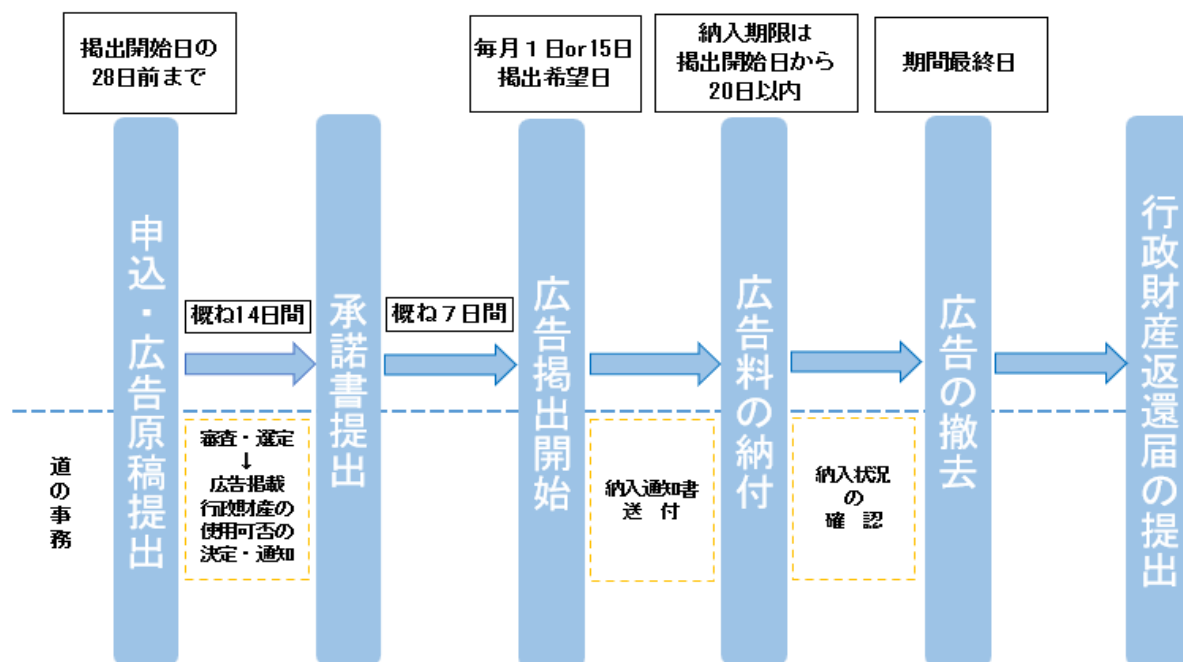 掲出開始日の
28日前まで
毎月１日or15日
掲出希望日
納入期限は
掲出開始日から
20日以内
期間最終日
申込・広告原稿提出
概ね14日間
承諾書提出
概ね７日間
広告掲出開始
広告料の納付
広告の撤去
行政財産返還届の提出
道の事務
審査・選定
↓
広告掲載
行政財産の
使用可否の
決定・通知
納入通知書
送　付
納入状況
の
確　認